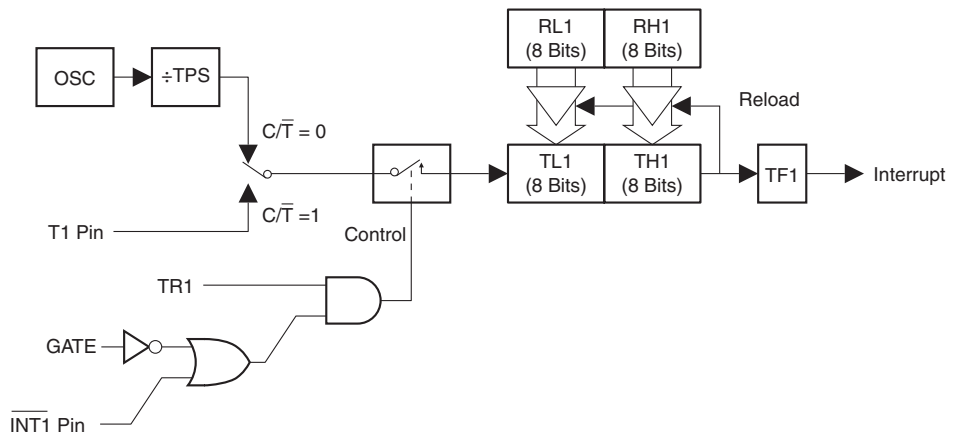 RL1
(8 Bits)
RH1
(8 Bits)
OSC
÷TPS
Reload
C/T̅ = 0
TL1
(8 Bits)
TH1
(8 Bits)
TF1
Interrupt
C/T̅ =1
T1 Pin
Control
TR1
GATE
I̅N̅T̅1̅ Pin